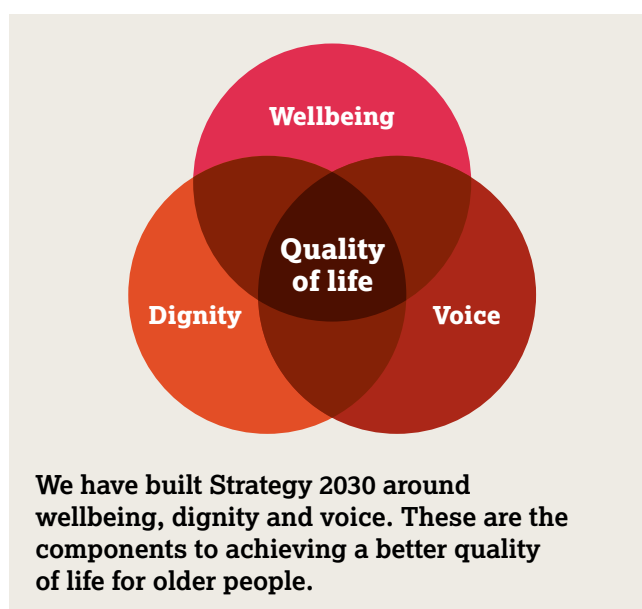 Wellbeing
Quality
of life
Dignity
Voice
We have built Strategy 2030 around
wellbeing, dignity and voice. These are the
components to achieving a better quality
of life for older people.